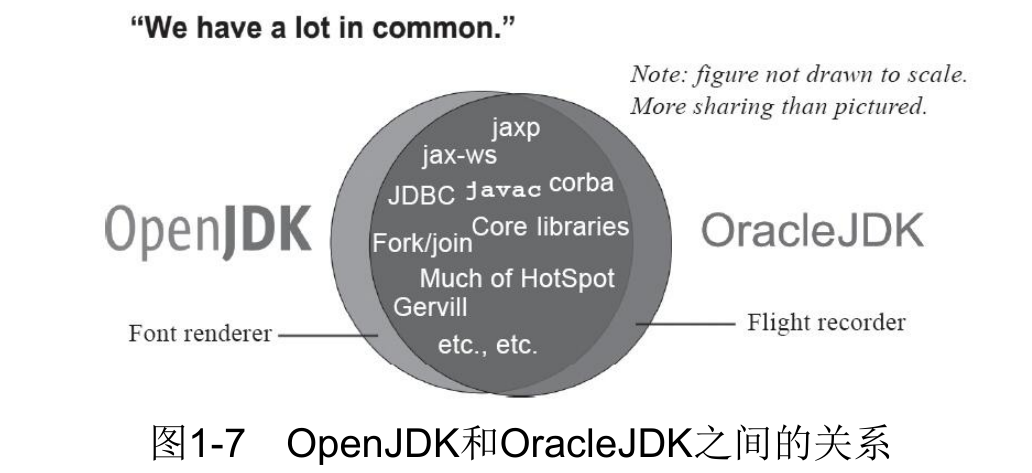 “We have a lot in common.”
Note: figure not drawn to scale.
More sharing than pictured.
jaxp
jax-ws
JDBC javac corba
Core libraries
Fork/join
Much of HotSpot
Gervill
etc., etc.
OpenJDK
OracleJDK
Font renderer
Flight recorder
图1-7 OpenJDK和OracleJDK之间的关系